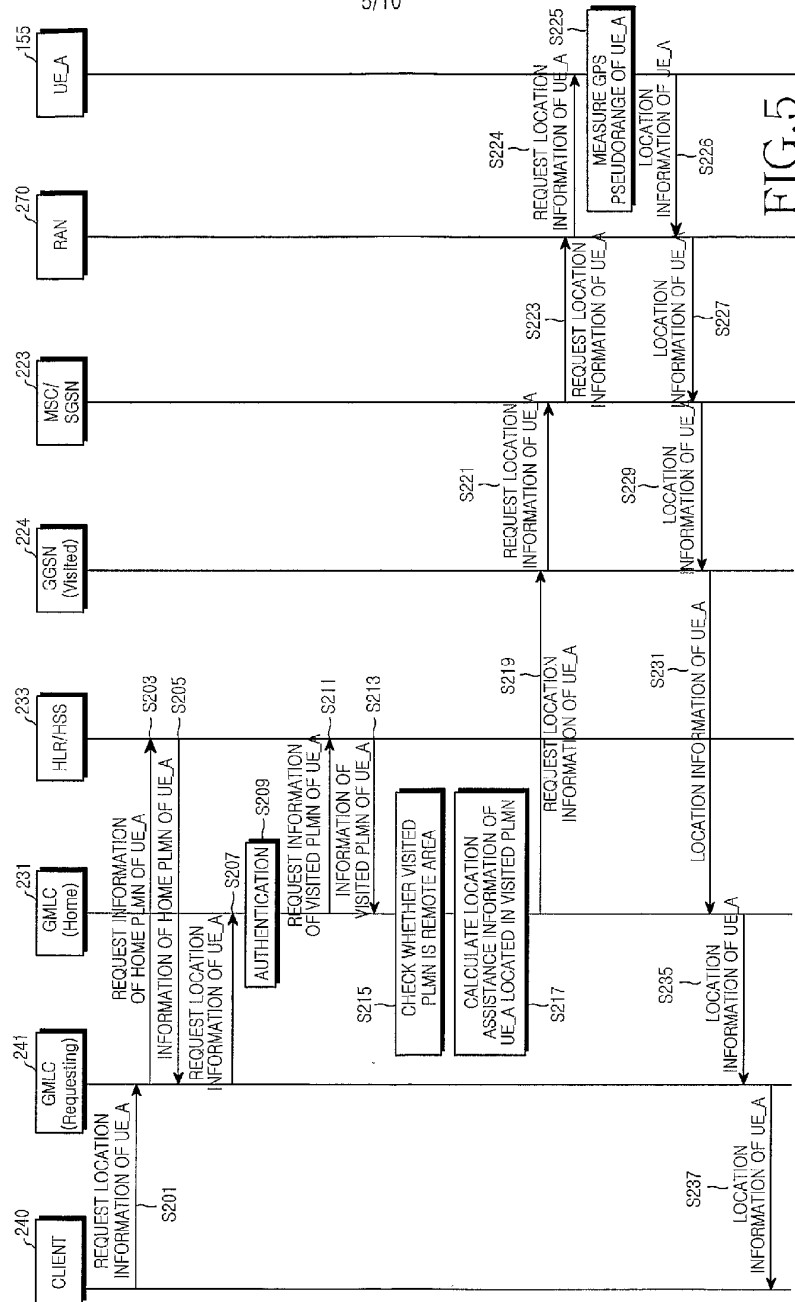 5/10
240
CLIENT
241
GMLC
(Requesting)
231
GMLC
(Home)
233
HLR/HSS
224
GGSN
(Visited)
223
MSC/
SGSN
270
RAN
155
UE_A
REQUEST LOCATION
INFORMATION OF UE_A
S201
REQUEST INFORMATION
OF HOME PLMN OF UE_A
S203
INFORMATION OF HOME PLMN OF UE_A
S205
REQUEST LOCATION
INFORMATION OF UE_A
S207
AUTHENTICATION
S209
REQUEST INFORMATION
OF VISITED PLMN OF UE_A
S211
INFORMATION OF
VISITED PLMN OF UE_A
S213
CHECK WHETHER VISITED
PLMN IS REMOTE AREA
S215
CALCULATE LOCATION
ASSISTANCE INFORMATION OF
UE_A LOCATED IN VISITED PLMN
S217
S219
REQUEST LOCATION
INFORMATION OF UE_A
S221
REQUEST LOCATION
INFORMATION OF UE_A
S223
REQUEST LOCATION
INFORMATION OF UE_A
S224
REQUEST LOCATION
INFORMATION OF UE_A
S225
MEASURE GPS
PSEUDORANGE OF UE_A
LOCATION
INFORMATION OF UE_A
S226
LOCATION
INFORMATION OF UE_A
S227
S229
LOCATION
INFORMATION OF UE_A
S231
LOCATION INFORMATION OF UE_A
S235
LOCATION
INFORMATION OF UE_A
S237
LOCATION
INFORMATION OF UE_A
FIG.5